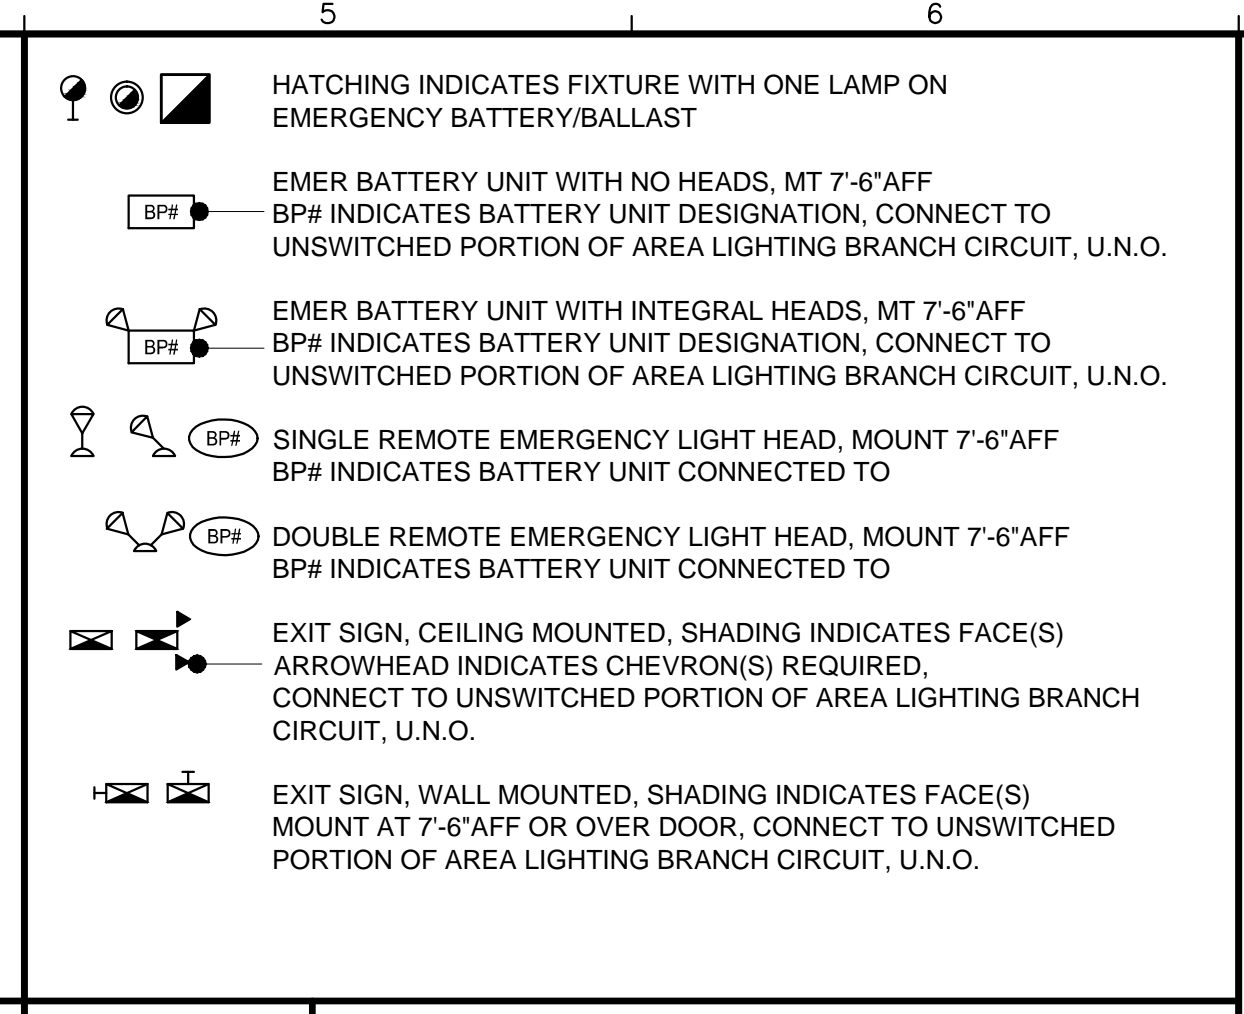 5 6
HATCHING INDICATES FIXTURE WITH ONE LAMP ON
EMERGENCY BATTERY/BALLAST
EMER BATTERY UNIT WITH NO HEADS, MT 7'-6"AFF
BP# BP# INDICATES BATTERY UNIT DESIGNATION, CONNECT TO
UNSWITCHED PORTION OF AREA LIGHTING BRANCH CIRCUIT, U.N.O.
EMER BATTERY UNIT WITH INTEGRAL HEADS, MT 7'-6"AFF
BP# BP# INDICATES BATTERY UNIT DESIGNATION, CONNECT TO
UNSWITCHED PORTION OF AREA LIGHTING BRANCH CIRCUIT, U.N.O.
BP# SINGLE REMOTE EMERGENCY LIGHT HEAD, MOUNT 7'-6"AFF
BP# INDICATES BATTERY UNIT CONNECTED TO
BP# DOUBLE REMOTE EMERGENCY LIGHT HEAD, MOUNT 7'-6"AFF
BP# INDICATES BATTERY UNIT CONNECTED TO
EXIT SIGN, CEILING MOUNTED, SHADING INDICATES FACE(S)
ARROWHEAD INDICATES CHEVRON(S) REQUIRED,
CONNECT TO UNSWITCHED PORTION OF AREA LIGHTING BRANCH
CIRCUIT, U.N.O.
EXIT SIGN, WALL MOUNTED, SHADING INDICATES FACE(S)
MOUNT AT 7'-6"AFF OR OVER DOOR, CONNECT TO UNSWITCHED
PORTION OF AREA LIGHTING BRANCH CIRCUIT, U.N.O.